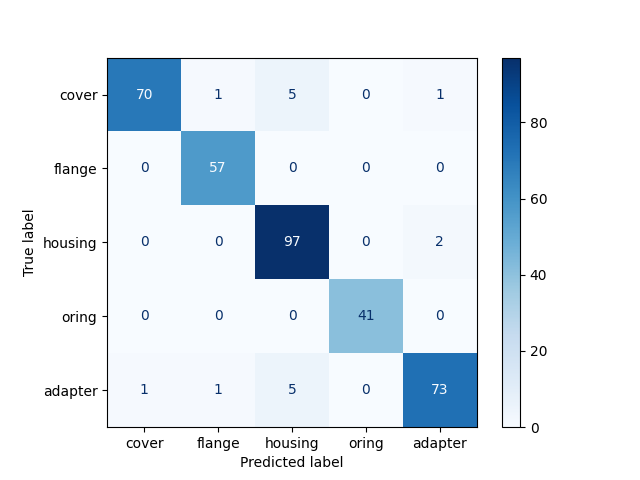 cover 70 1 5 0 1
flange 0 57 0 0 0
housing 0 0 97 0 2
oring 0 0 0 41 0
adapter 1 1 5 0 73
cover flange housing oring adapter
Predicted label
True label
80
60
40
20
0